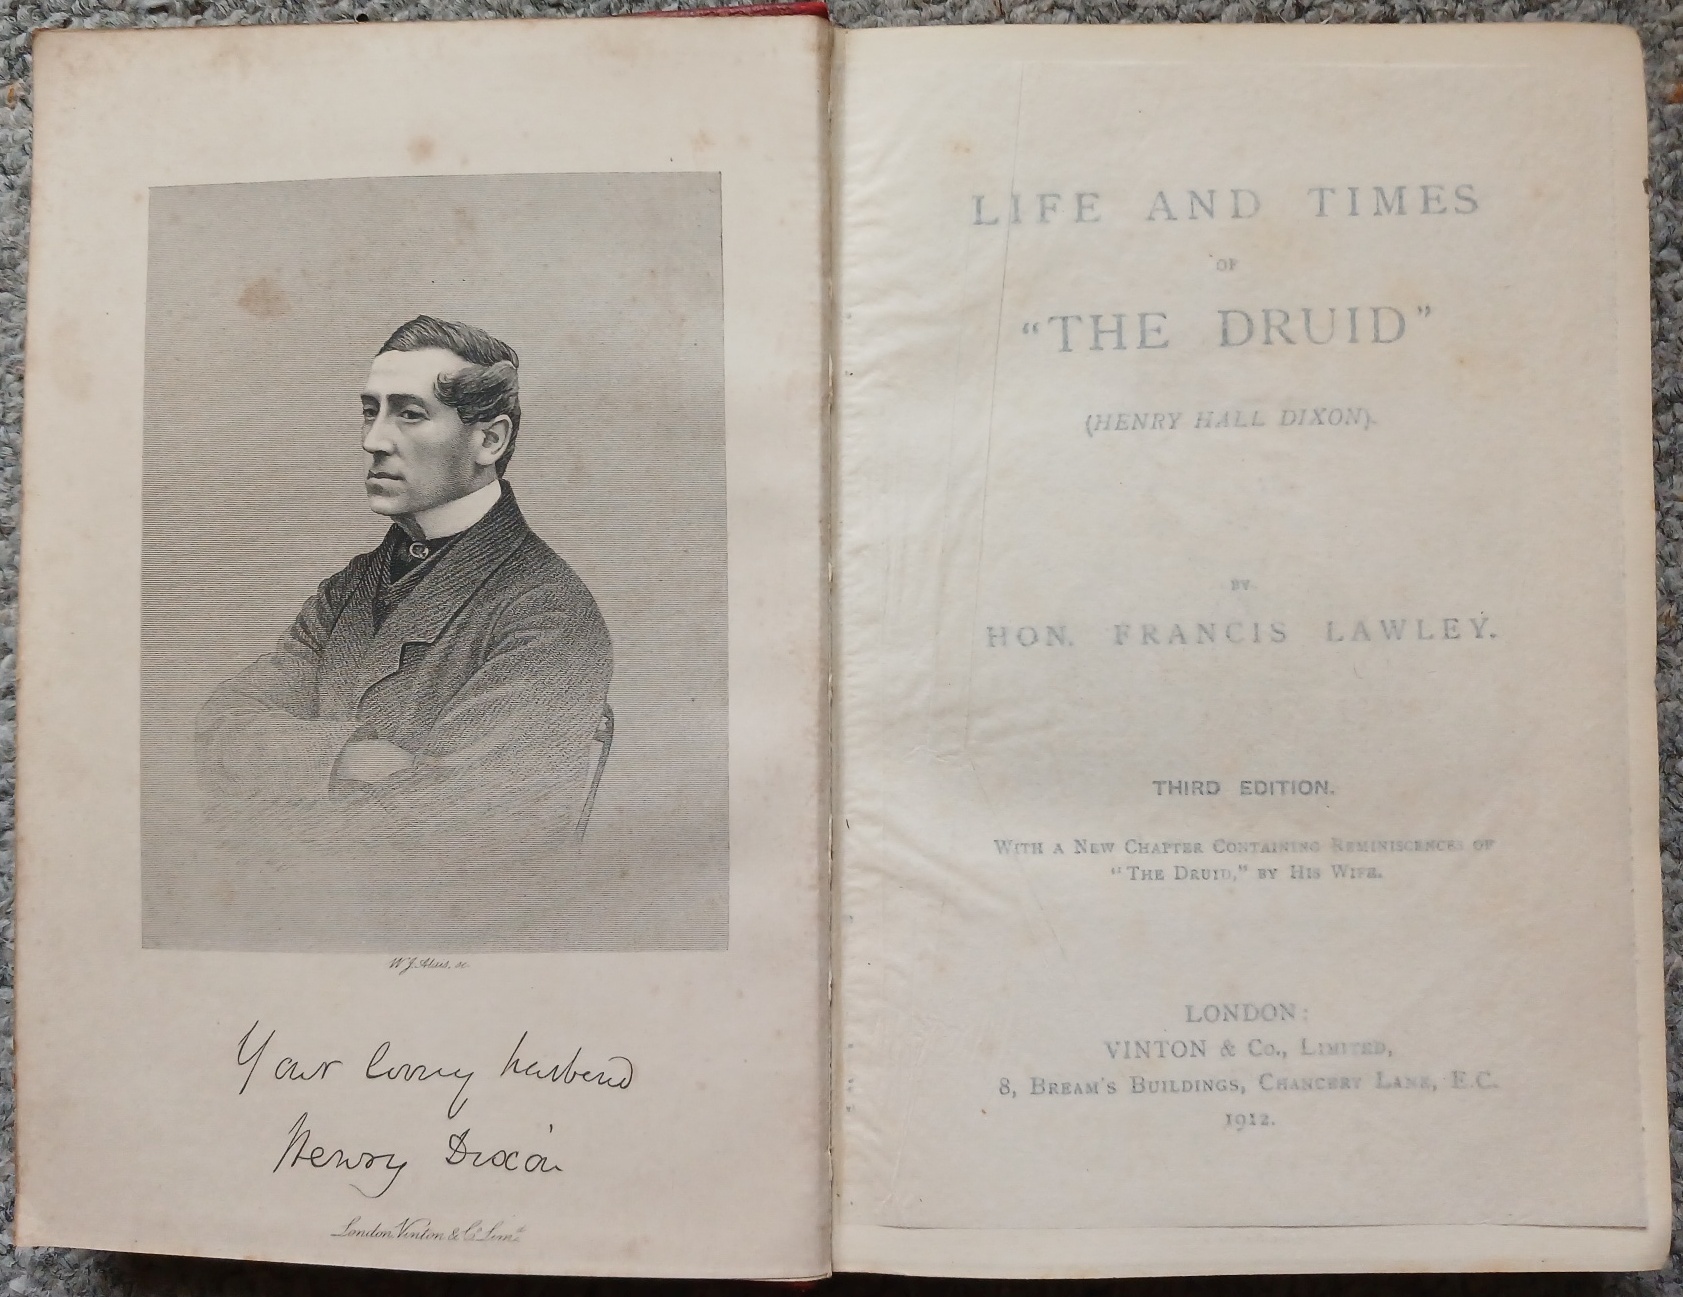 W. J. Alais, sc.
Your loving husband
Henry Dixon
London, Vinton & Co. Limd.
LIFE AND TIMES
OF
"THE DRUID"
(HENRY HALL DIXON).
BY
HON. FRANCIS LAWLEY.
THIRD EDITION.
WITH A NEW CHAPTER CONTAINING REMINISCENCES OF
"THE DRUID," BY HIS WIFE.
LONDON:
VINTON & Co., LIMITED,
8, BREAM'S BUILDINGS, CHANCERY LANE, E.C.
1912.